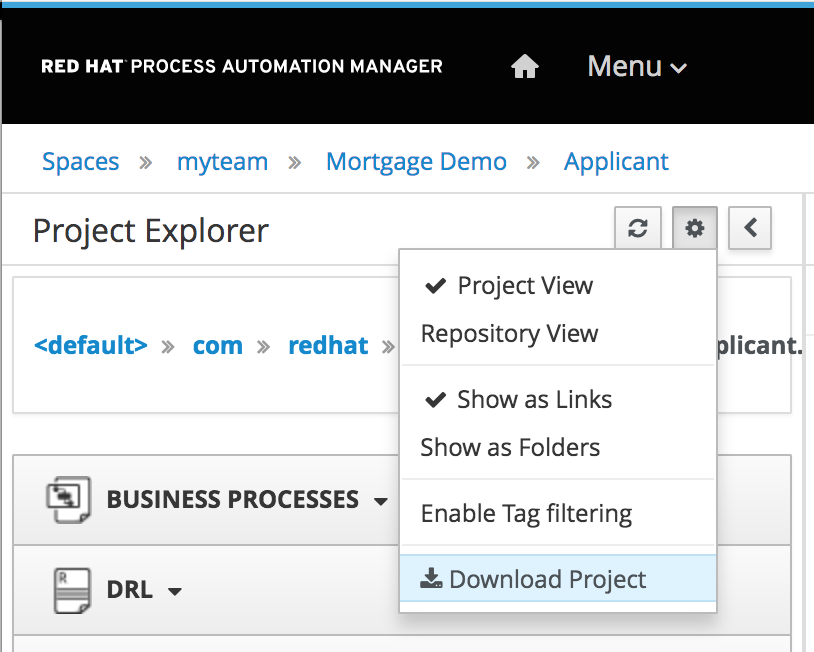 RED HAT PROCESS AUTOMATION MANAGER
Menu
Spaces » myteam » Mortgage Demo » Applicant
Project Explorer
Project View
Repository View
<default> » com » redhat » plicant.
Show as Links
Show as Folders
BUSINESS PROCESSES
Enable Tag filtering
DRL
Download Project